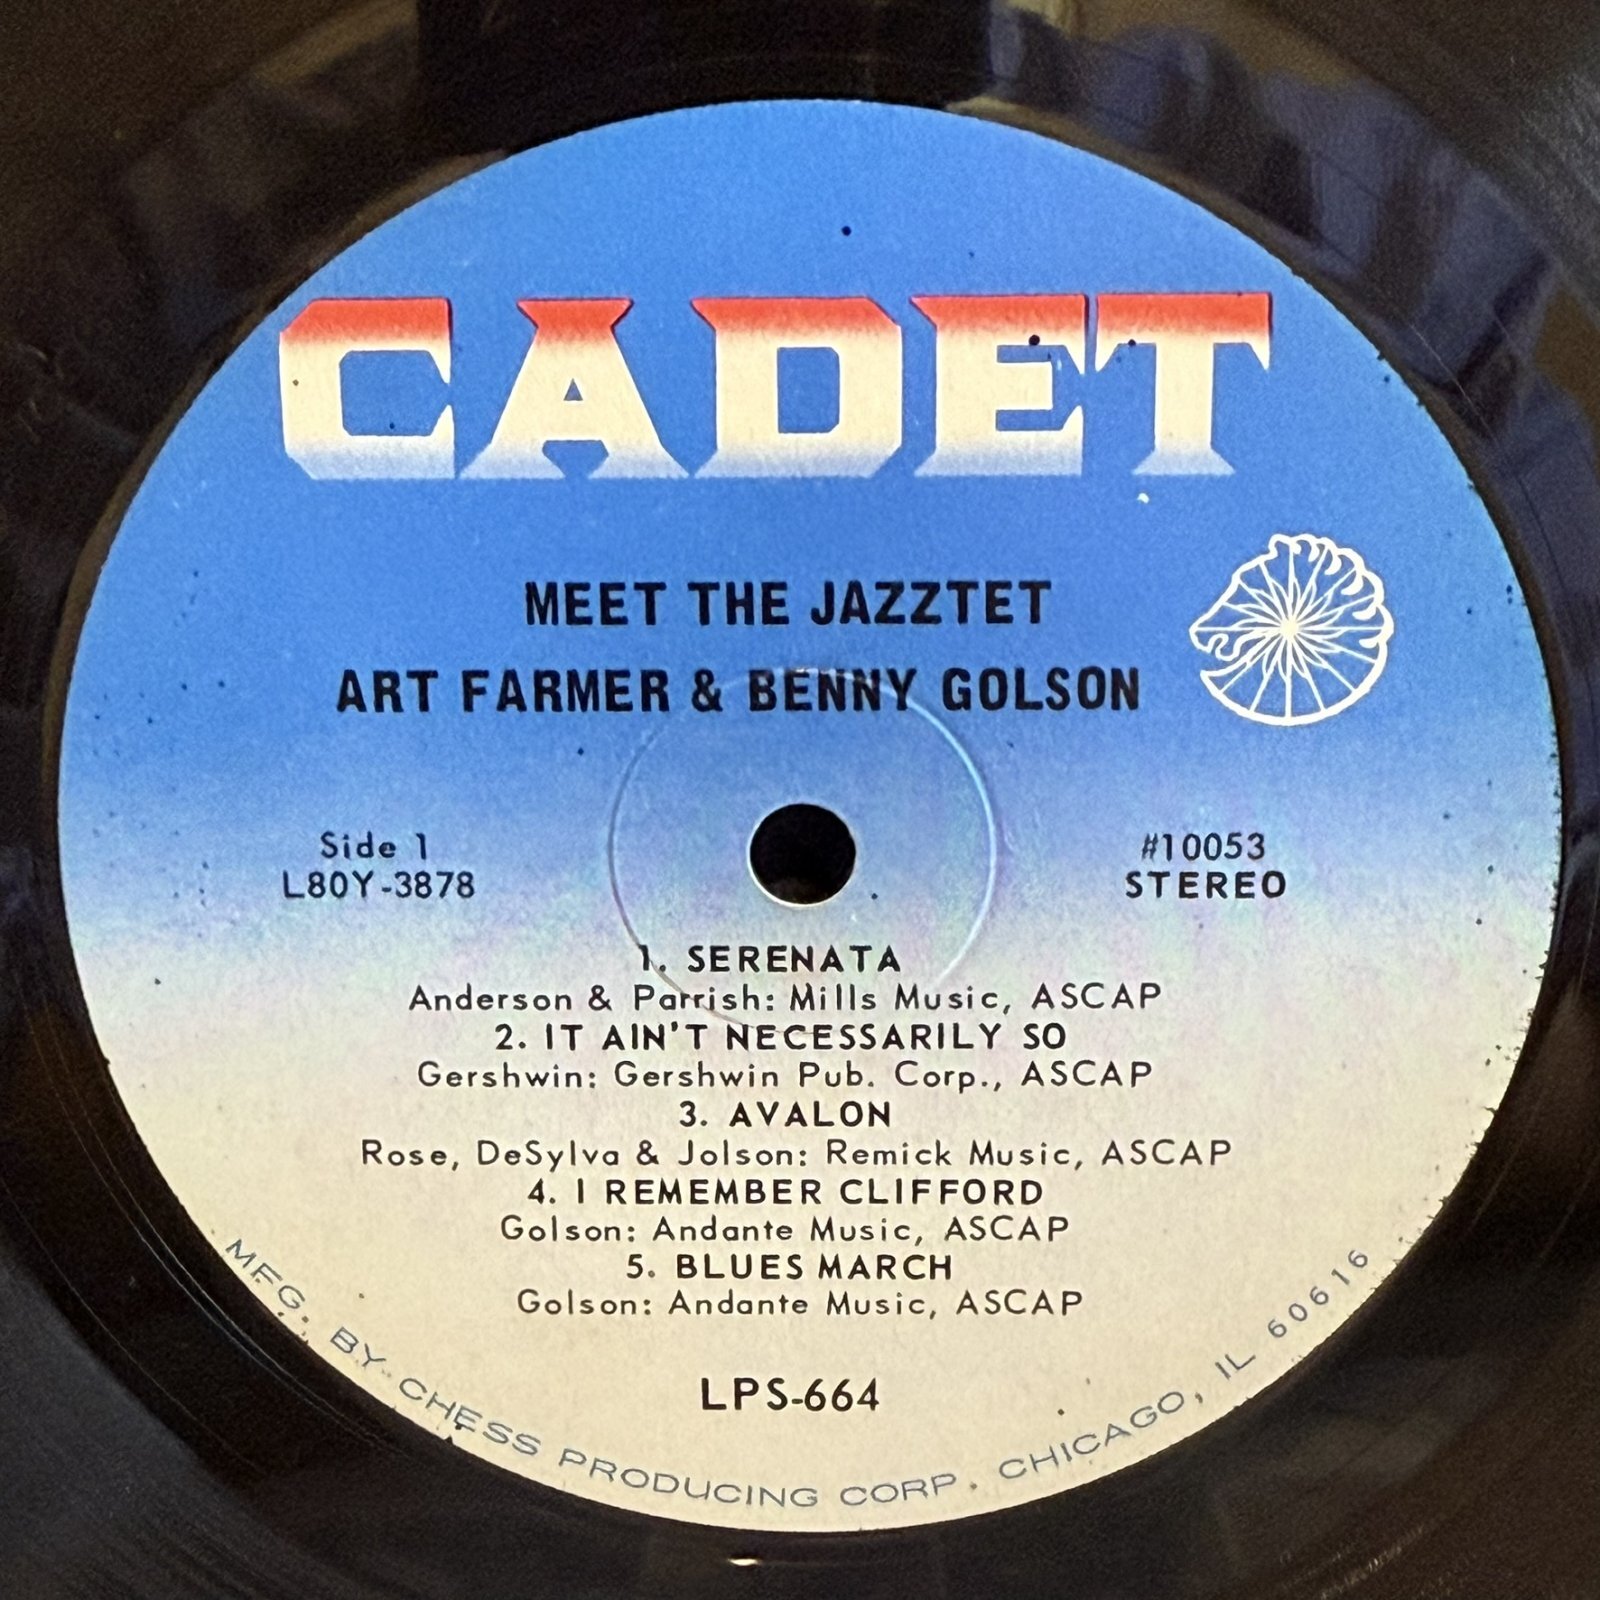 CADET
MEET THE JAZZTET
ART FARMER & BENNY GOLSON
Side 1
L80Y-3878
#10053
STEREO
1. SERENATA
Anderson & Parrish: Mills Music, ASCAP
2. IT AIN'T NECESSARILY SO
Gershwin: Gershwin Pub. Corp., ASCAP
3. AVALON
Rose, DeSylva & Jolson: Remick Music, ASCAP
4. I REMEMBER CLIFFORD
Golson: Andante Music, ASCAP
5. BLUES MARCH
Golson: Andante Music, ASCAP
LPS-664
MFG. BY CHESS PRODUCING CORP. CHICAGO, IL 60616